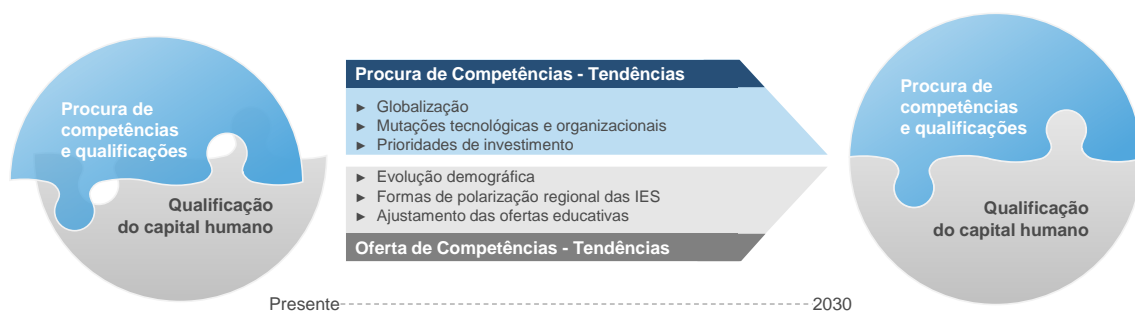 Procura de
competências
e qualificações
Qualificação
do capital humano
Procura de Competências - Tendências
► Globalização
► Mutações tecnológicas e organizacionais
► Prioridades de investimento
► Evolução demográfica
► Formas de polarização regional das IES
► Ajustamento das ofertas educativas
Oferta de Competências - Tendências
Procura de
competências
e qualificações
Qualificação
do capital humano
Presente
2030